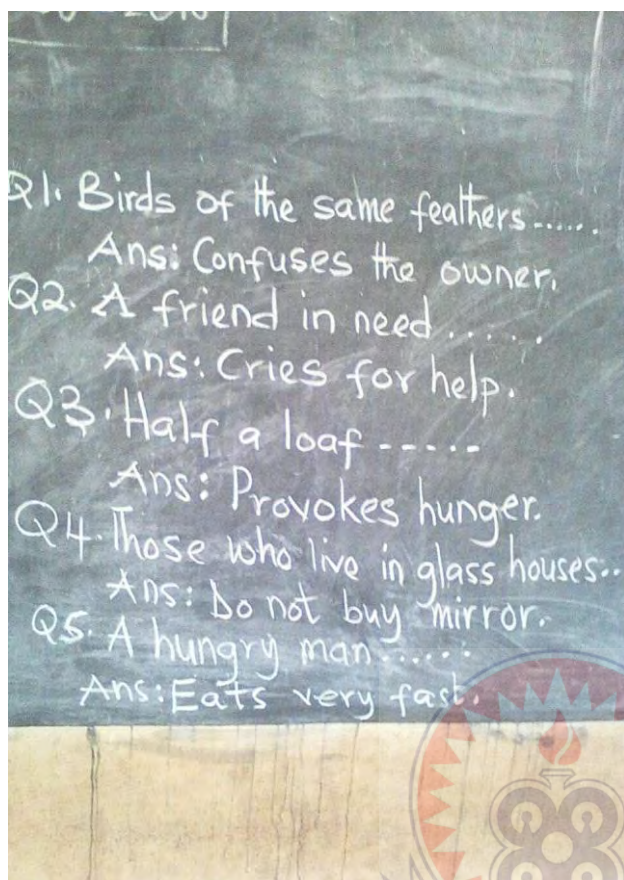 Q1. Birds of the same feathers......
Ans: Confuses the owner.
Q2. A friend in need .....
Ans: Cries for help.
Q3. Half a loaf -----
Ans: Provokes hunger.
Q4. Those who live in glass houses..
Ans: Do not buy mirror.
Q5. A hungry man......
Ans: Eats very fast.